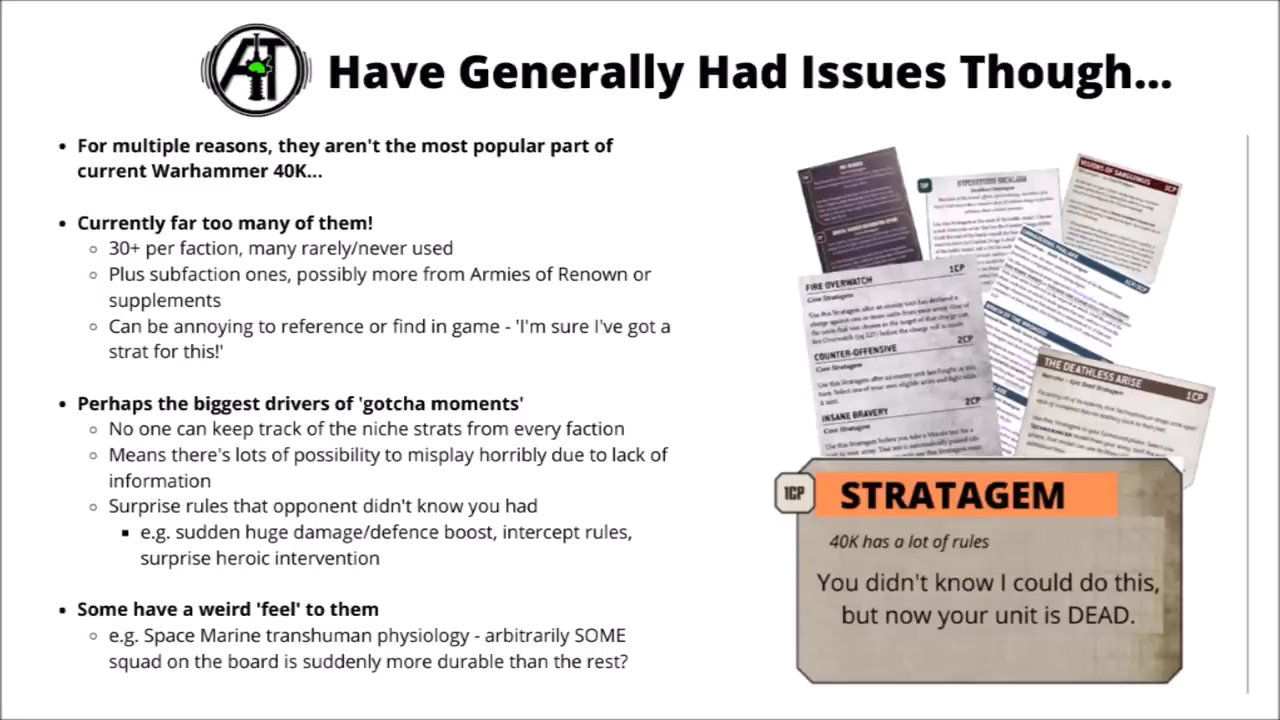 AT
Have Generally Had Issues Though...
• For multiple reasons, they aren't the most popular part of
current Warhammer 40K...
• Currently far too many of them!
○ 30+ per faction, many rarely/never used
○ Plus subfaction ones, possibly more from Armies of Renown or
supplements
○ Can be annoying to reference or find in game - 'I'm sure I've got a
strat for this!'
• Perhaps the biggest drivers of 'gotcha moments'
○ No one can keep track of the niche strats from every faction
○ Means there's lots of possibility to misplay horribly due to lack of
information
○ Surprise rules that opponent didn't know you had
▪ e.g. sudden huge damage/defence boost, intercept rules,
surprise heroic intervention
• Some have a weird 'feel' to them
○ e.g. Space Marine transhuman physiology - arbitrarily SOME
squad on the board is suddenly more durable than the rest?
VISIONS OF SANGUINIUS 2CP
FIRE OVERWATCH 1CP
Core Stratagem
COUNTER-OFFENSIVE 2CP
Core Stratagem
INSANE BRAVERY 2CP
Core Stratagem
THE DEATHLESS ARISE 1CP
1CP STRATAGEM
40K has a lot of rules
You didn't know I could do this,
but now your unit is DEAD.